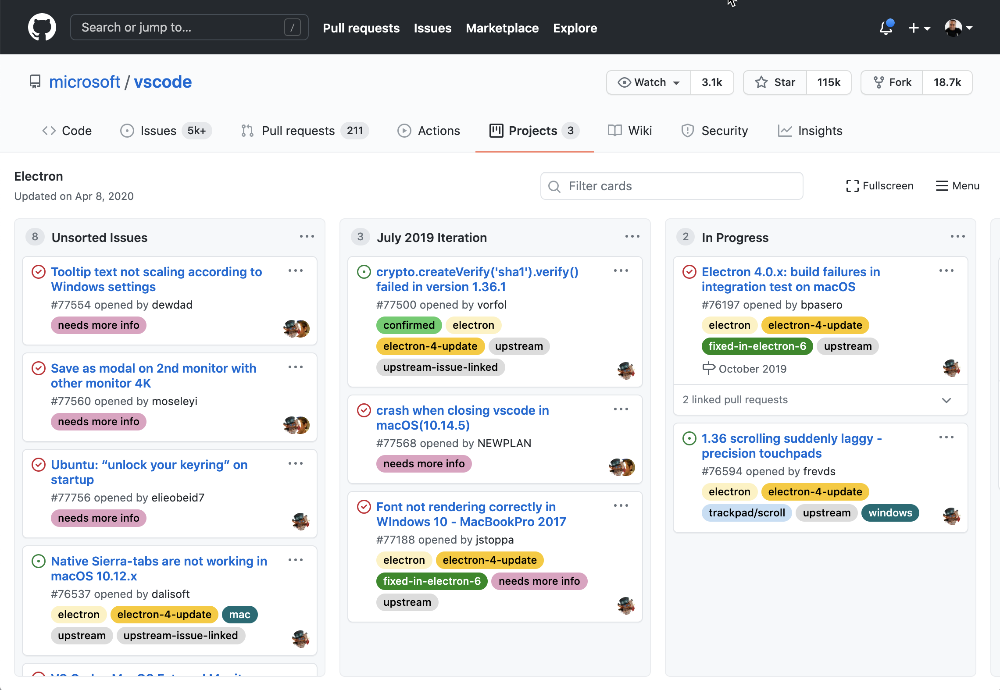 Search or jump to... /
Pull requests Issues Marketplace Explore
microsoft / vscode
Watch 3.1k Star 115k Fork 18.7k
Code Issues 5k+ Pull requests 211 Actions Projects 3 Wiki Security Insights
Electron
Updated on Apr 8, 2020
Filter cards
Fullscreen Menu
8 Unsorted Issues
Tooltip text not scaling according to
Windows settings
#77554 opened by dewdad
needs more info
Save as modal on 2nd monitor with
other monitor 4K
#77560 opened by moseleyi
needs more info
Ubuntu: “unlock your keyring” on
startup
#77756 opened by elieobeid7
needs more info
Native Sierra-tabs are not working in
macOS 10.12.x
#76537 opened by dalisoft
electron electron-4-update mac
upstream upstream-issue-linked
3 July 2019 Iteration
crypto.createVerify('sha1').verify()
failed in version 1.36.1
#77500 opened by vorfol
confirmed electron
electron-4-update upstream
upstream-issue-linked
crash when closing vscode in
macOS(10.14.5)
#77568 opened by NEWPLAN
needs more info
Font not rendering correctly in
WIndows 10 - MacBookPro 2017
#77188 opened by jstoppa
electron electron-4-update
fixed-in-electron-6 needs more info
upstream
2 In Progress
Electron 4.0.x: build failures in
integration test on macOS
#76197 opened by bpasero
electron electron-4-update
fixed-in-electron-6 upstream
October 2019
2 linked pull requests
1.36 scrolling suddenly laggy -
precision touchpads
#76594 opened by frevds
electron electron-4-update
trackpad/scroll upstream windows